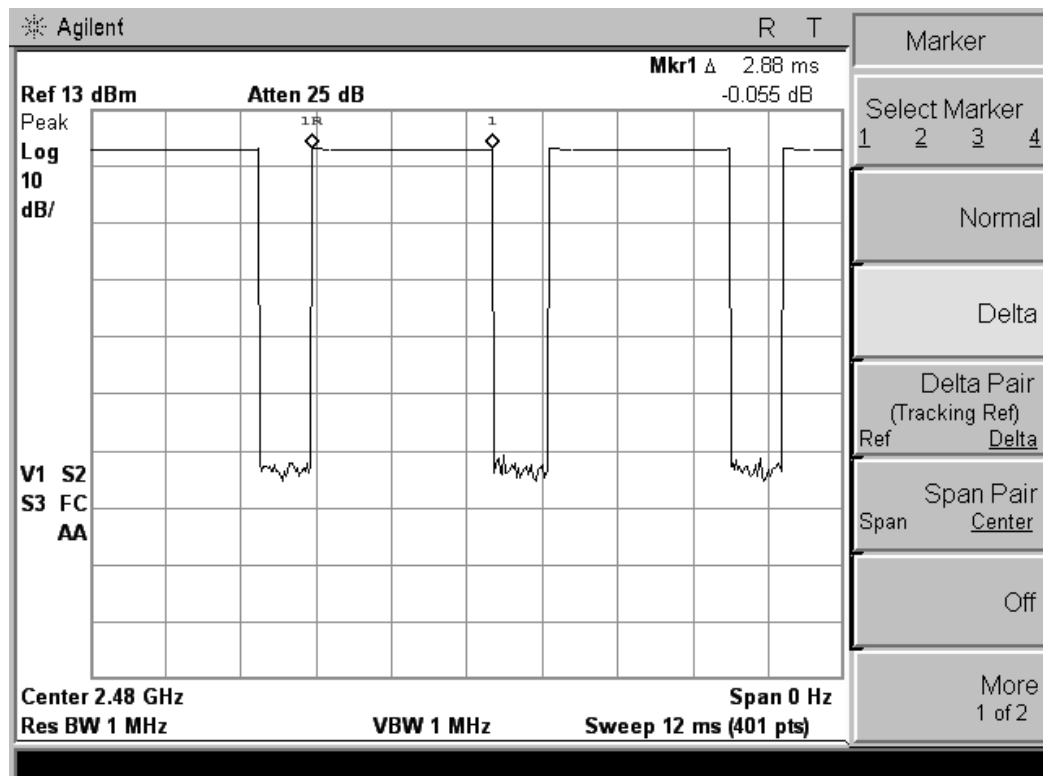 Agilent R T
Mkr1 Δ 2.88 ms
Ref 13 dBm Atten 25 dB -0.055 dB
Peak
Log
10
dB/
1R 1
V1 S2
S3 FC
AA
Center 2.48 GHz Span 0 Hz
Res BW 1 MHz VBW 1 MHz Sweep 12 ms (401 pts)
Marker
Select Marker
1 2 3 4
Normal
Delta
Delta Pair
(Tracking Ref)
Ref Delta
Span Pair
Span Center
Off
More
1 of 2